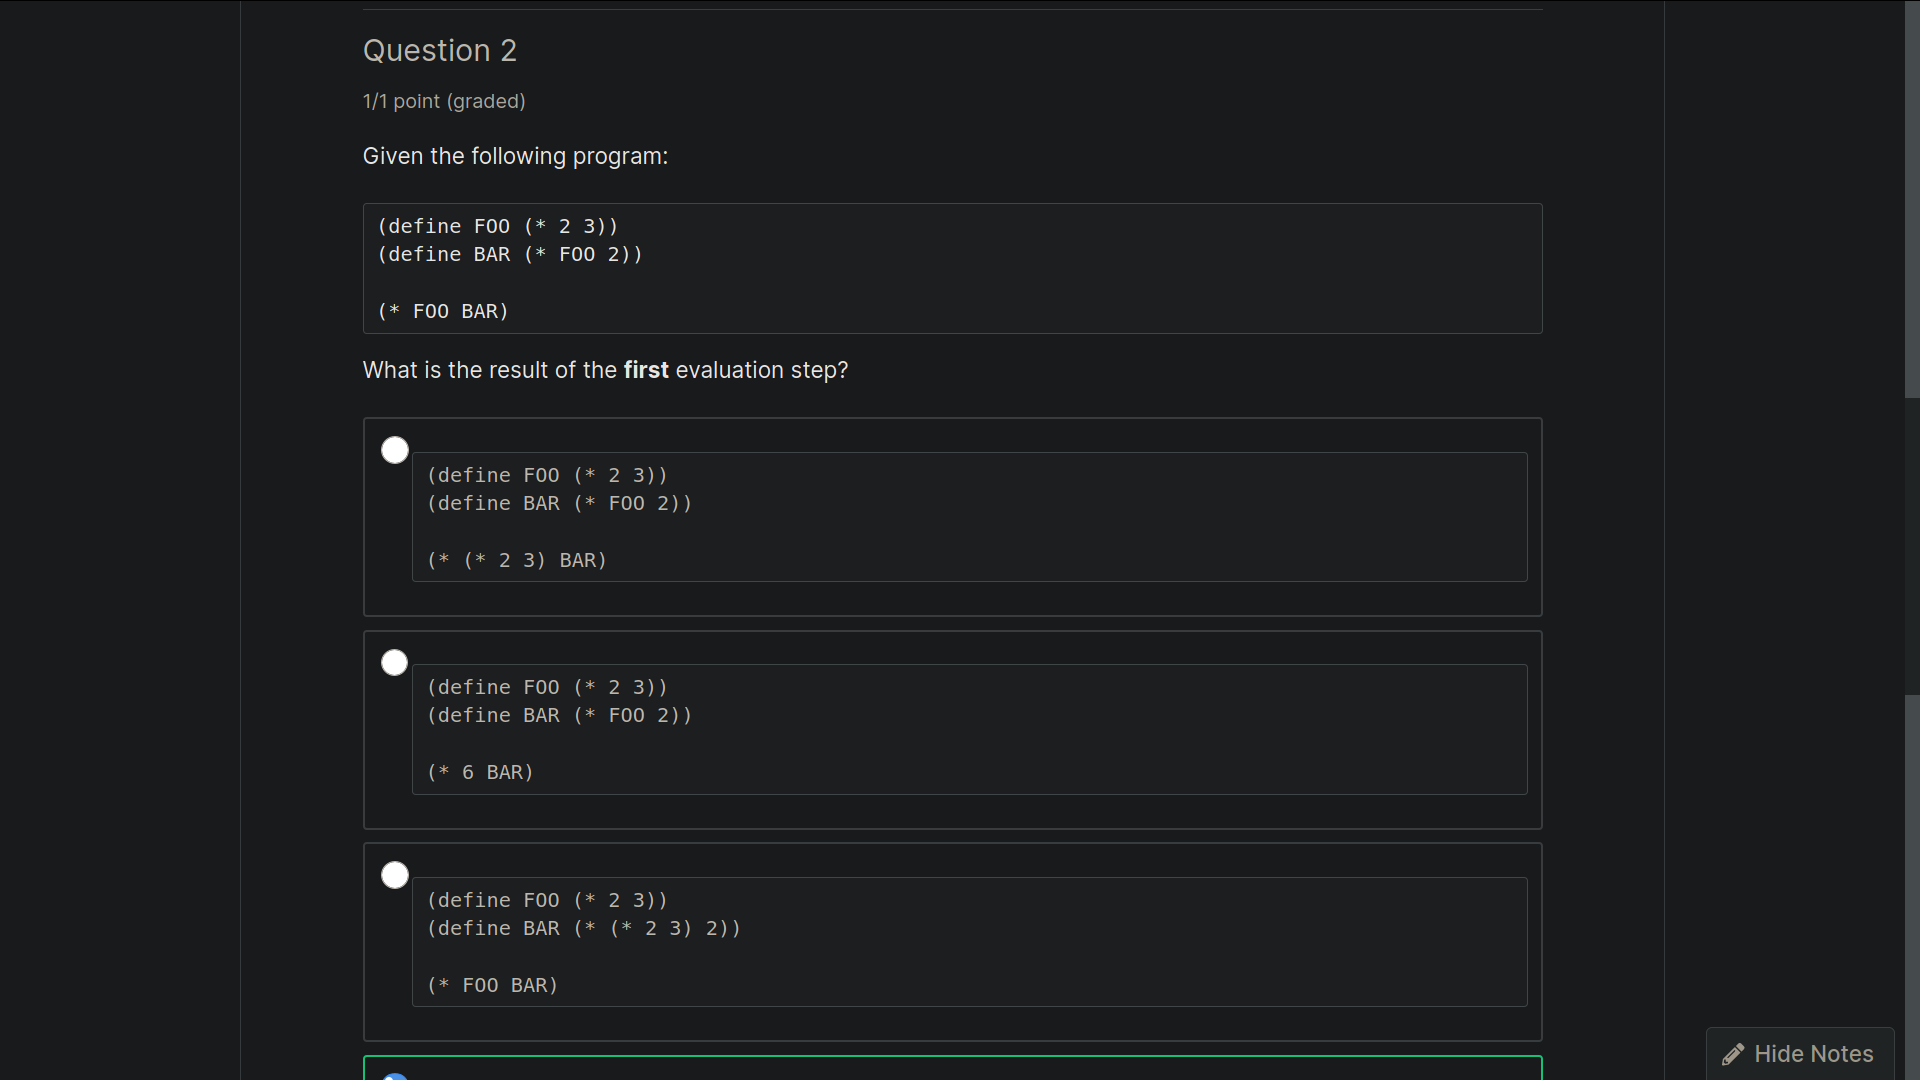 Question 2
1/1 point (graded)
Given the following program:
(define FOO (* 2 3))
(define BAR (* FOO 2))
(* FOO BAR)
What is the result of the first evaluation step?
(define FOO (* 2 3))
(define BAR (* FOO 2))
(* (* 2 3) BAR)
(define FOO (* 2 3))
(define BAR (* FOO 2))
(* 6 BAR)
(define FOO (* 2 3))
(define BAR (* (* 2 3) 2))
(* FOO BAR)
Hide Notes